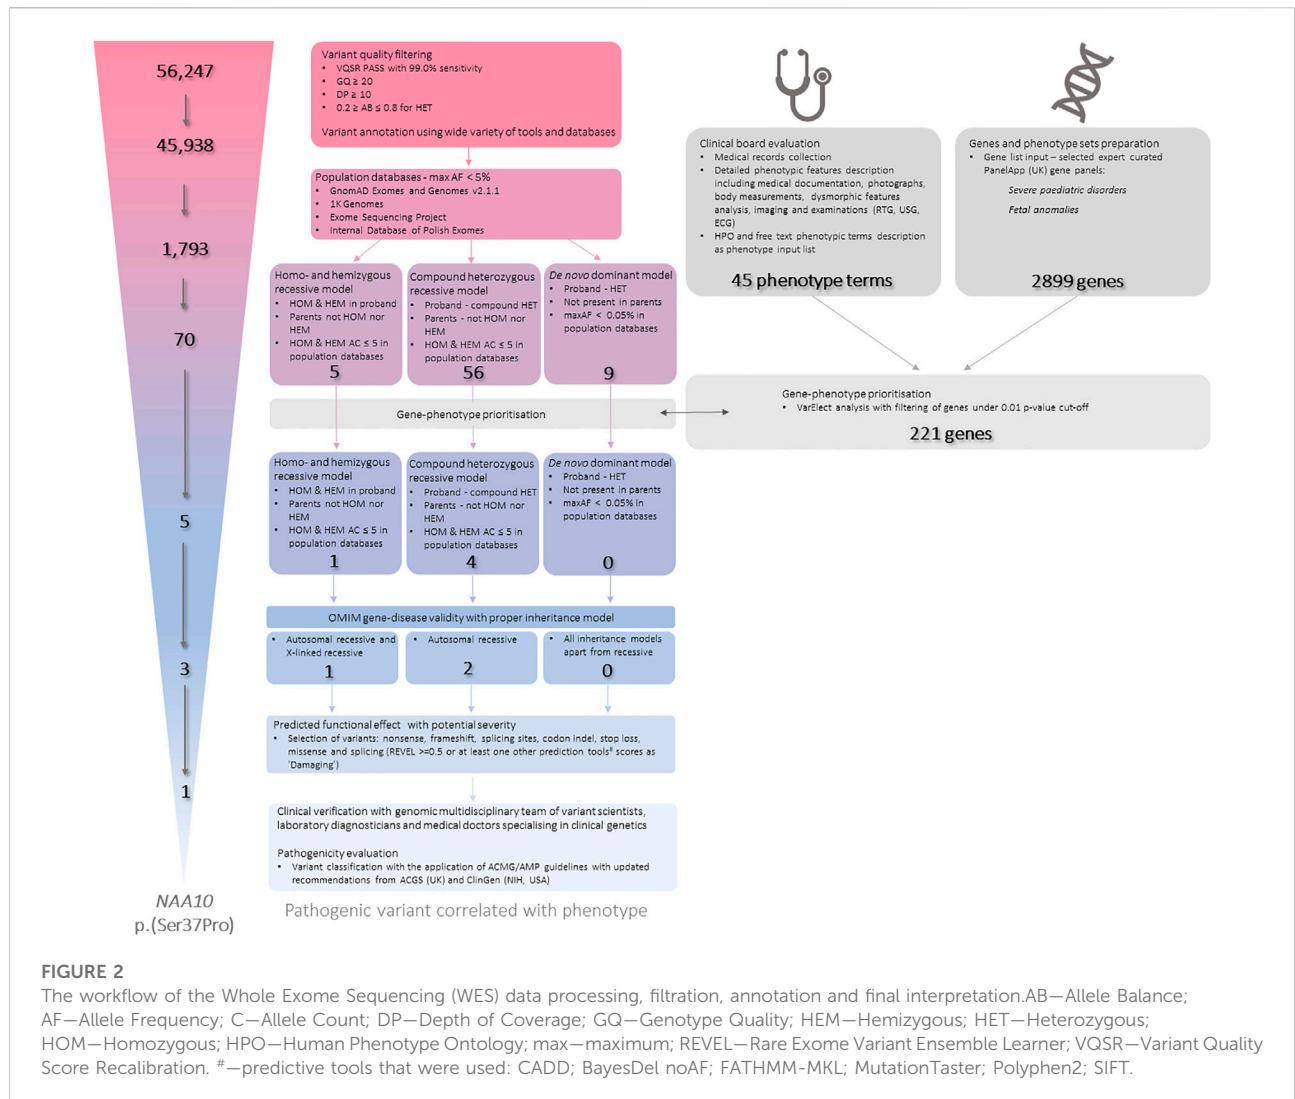 56,247
45,938
1,793
70
5
3
1
NAA10
p.(Ser37Pro)
Variant quality filtering
• VQSR PASS with 99.0% sensitivity
• GQ ≥ 20
• DP ≥ 10
• 0.2 ≥ AB ≤ 0.8 for HET
Variant annotation using wide variety of tools and databases
Population databases - max AF < 5%
• GnomAD Exomes and Genomes v2.1.1
• 1K Genomes
• Exome Sequencing Project
• Internal Database of Polish Exomes
Homo- and hemizygous
recessive model
• HOM & HEM in proband
• Parents not HOM nor
HEM
• HOM & HEM AC ≤ 5 in
population databases
5
Compound heterozygous
recessive model
• Proband - compound HET
• Parents - not HOM nor
HEM
• HOM & HEM AC ≤ 5 in
population databases
56
De novo dominant model
• Proband - HET
• Not present in parents
• maxAF < 0.05% in
population databases
9
Gene-phenotype prioritisation
Homo- and hemizygous
recessive model
• HOM & HEM in proband
• Parents not HOM nor
HEM
• HOM & HEM AC ≤ 5 in
population databases
1
Compound heterozygous
recessive model
• Proband - compound HET
• Parents - not HOM nor
HEM
• HOM & HEM AC ≤ 5 in
population databases
4
De novo dominant model
• Proband - HET
• Not present in parents
• maxAF < 0.05% in
population databases
0
OMIM gene-disease validity with proper inheritance model
• Autosomal recessive and
X-linked recessive
1
• Autosomal recessive
2
• All inheritance models
apart from recessive
0
Predicted functional effect with potential severity
• Selection of variants: nonsense, frameshift, splicing sites, codon indel, stop loss,
missense and splicing (REVEL >=0.5 or at least one other prediction tools# scores as
'Damaging')
Clinical verification with genomic multidisciplinary team of variant scientists,
laboratory diagnosticians and medical doctors specialising in clinical genetics
Pathogenicity evaluation
• Variant classification with the application of ACMG/AMP guidelines with updated
recommendations from ACGS (UK) and ClinGen (NIH, USA)
Pathogenic variant correlated with phenotype
Clinical board evaluation
• Medical records collection
• Detailed phenotypic features description
including medical documentation, photographs,
body measurements, dysmorphic features
analysis, imaging and examinations (RTG, USG,
ECG)
• HPO and free text phenotypic terms description
as phenotype input list
45 phenotype terms
Genes and phenotype sets preparation
• Gene list input – selected expert curated
PanelApp (UK) gene panels:
Severe paediatric disorders
Fetal anomalies
2899 genes
Gene-phenotype prioritisation
• VarElect analysis with filtering of genes under 0.01 p-value cut-off
221 genes
FIGURE 2
The workflow of the Whole Exome Sequencing (WES) data processing, filtration, annotation and final interpretation.AB—Allele Balance;
AF—Allele Frequency; C—Allele Count; DP—Depth of Coverage; GQ—Genotype Quality; HEM—Hemizygous; HET—Heterozygous;
HOM—Homozygous; HPO—Human Phenotype Ontology; max—maximum; REVEL—Rare Exome Variant Ensemble Learner; VQSR—Variant Quality
Score Recalibration. #—predictive tools that were used: CADD; BayesDel noAF; FATHMM-MKL; MutationTaster; Polyphen2; SIFT.